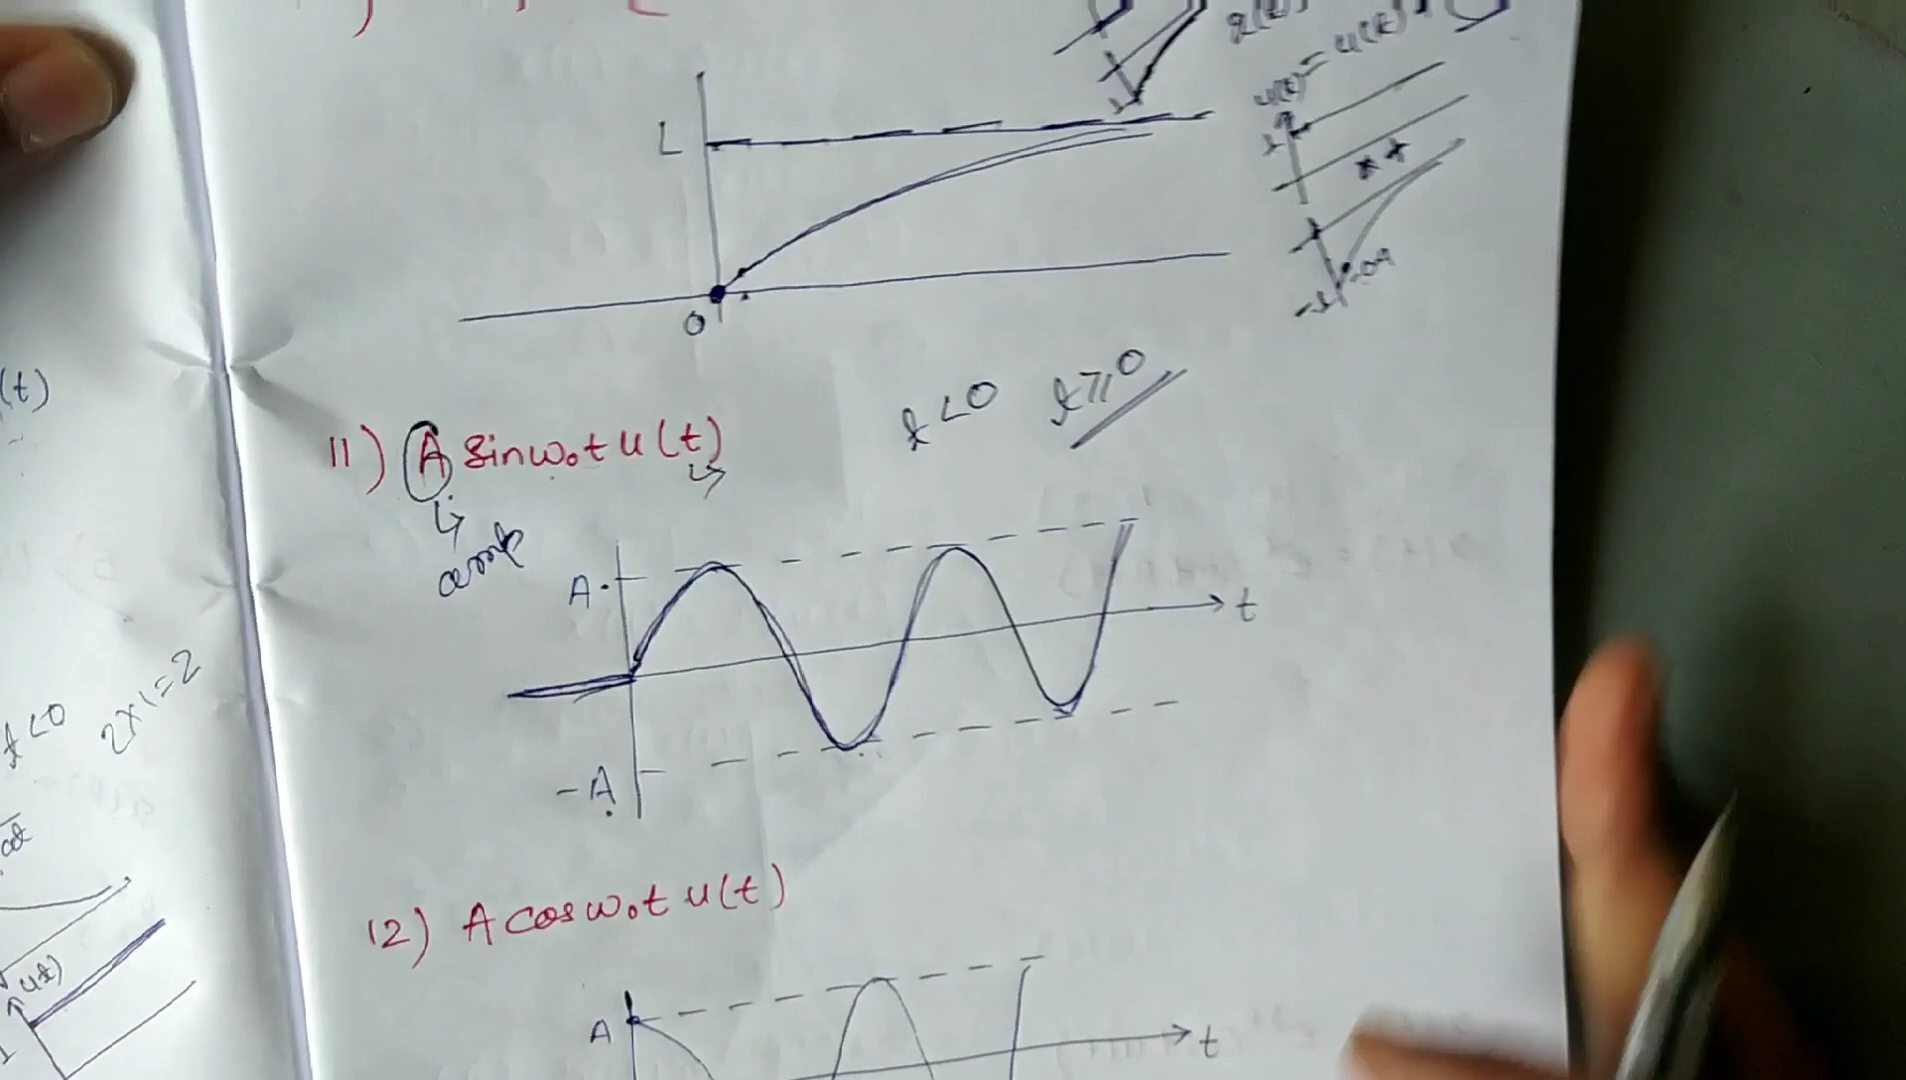 L
0
t<0 t≥0
11) A sinω₀t u(t)
amp
A
t
-A
12) A cosω₀t u(t)
A
t
(t)
t<0
2×1=2
u(t)